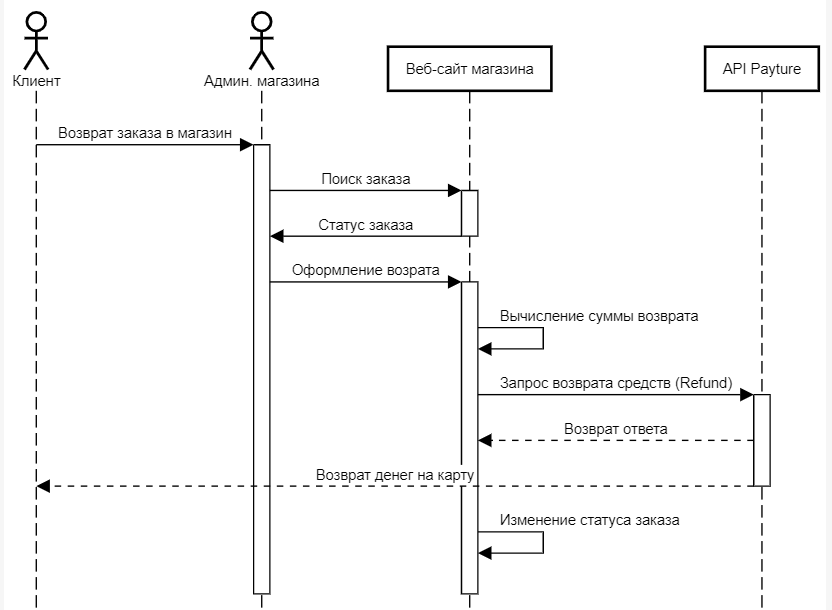 Клиент
Админ. магазина
Веб-сайт магазина
API Payture
Возврат заказа в магазин
Поиск заказа
Статус заказа
Оформление возрата
Вычисление суммы возврата
Запрос возврата средств (Refund)
Возврат ответа
Возврат денег на карту
Изменение статуса заказа